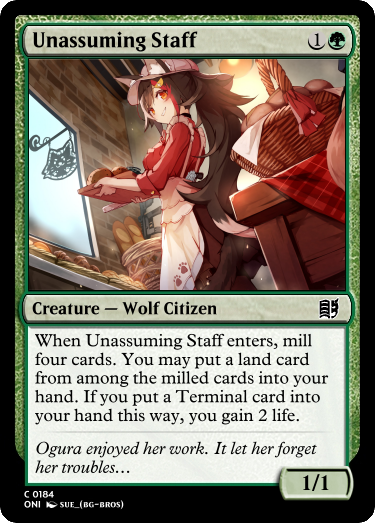 Unassuming Staff 1
Creature — Wolf Citizen
When Unassuming Staff enters, mill
four cards. You may put a land card
from among the milled cards into your
hand. If you put a Terminal card into
your hand this way, you gain 2 life.
Ogura enjoyed her work. It let her forget
her troubles…
1/1
C 0184
ONI SUE_(BG-BROS)